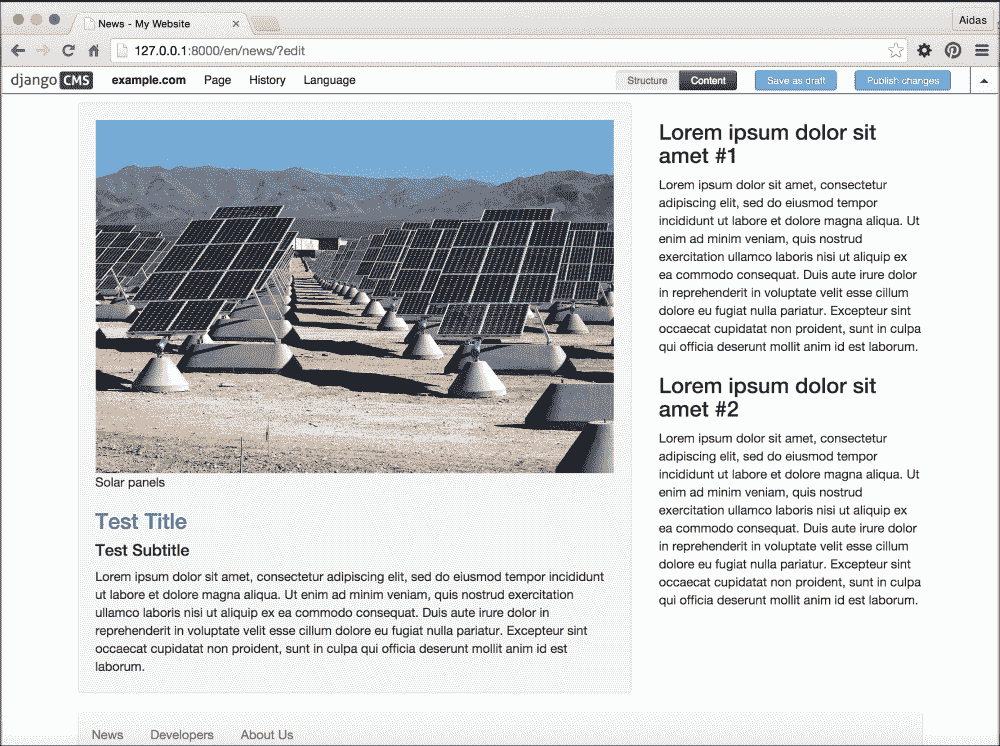 News - My Website
Aidas
127.0.0.1:8000/en/news/?edit
django CMS example.com Page History Language Structure Content Save as draft Publish changes
Solar panels
Test Title
Test Subtitle
Lorem ipsum dolor sit amet, consectetur adipiscing elit, sed do eiusmod tempor incididunt
ut labore et dolore magna aliqua. Ut enim ad minim veniam, quis nostrud exercitation
ullamco laboris nisi ut aliquip ex ea commodo consequat. Duis aute irure dolor in
reprehenderit in voluptate velit esse cillum dolore eu fugiat nulla pariatur. Excepteur sint
occaecat cupidatat non proident, sunt in culpa qui officia deserunt mollit anim id est
laborum.
Lorem ipsum dolor sit
amet #1
Lorem ipsum dolor sit amet, consectetur
adipiscing elit, sed do eiusmod tempor
incididunt ut labore et dolore magna aliqua. Ut
enim ad minim veniam, quis nostrud
exercitation ullamco laboris nisi ut aliquip ex
ea commodo consequat. Duis aute irure dolor
in reprehenderit in voluptate velit esse cillum
dolore eu fugiat nulla pariatur. Excepteur sint
occaecat cupidatat non proident, sunt in culpa
qui officia deserunt mollit anim id est laborum.
Lorem ipsum dolor sit
amet #2
Lorem ipsum dolor sit amet, consectetur
adipiscing elit, sed do eiusmod tempor
incididunt ut labore et dolore magna aliqua. Ut
enim ad minim veniam, quis nostrud
exercitation ullamco laboris nisi ut aliquip ex
ea commodo consequat. Duis aute irure dolor
in reprehenderit in voluptate velit esse cillum
dolore eu fugiat nulla pariatur. Excepteur sint
occaecat cupidatat non proident, sunt in culpa
qui officia deserunt mollit anim id est laborum.
News Developers About Us